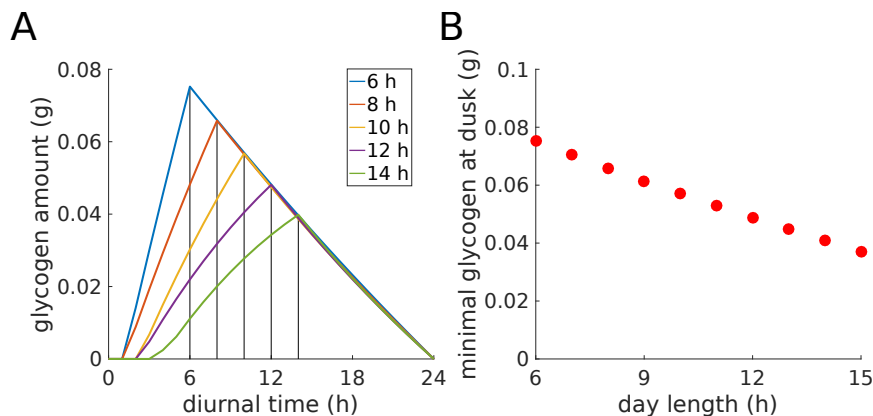 A
glycogen amount (g)
0.08
0.06
0.04
0.02
0
0 6 12 18 24
diurnal time (h)
6 h
8 h
10 h
12 h
14 h
B
minimal glycogen at dusk (g)
0.1
0.08
0.06
0.04
0.02
0
6 9 12 15
day length (h)